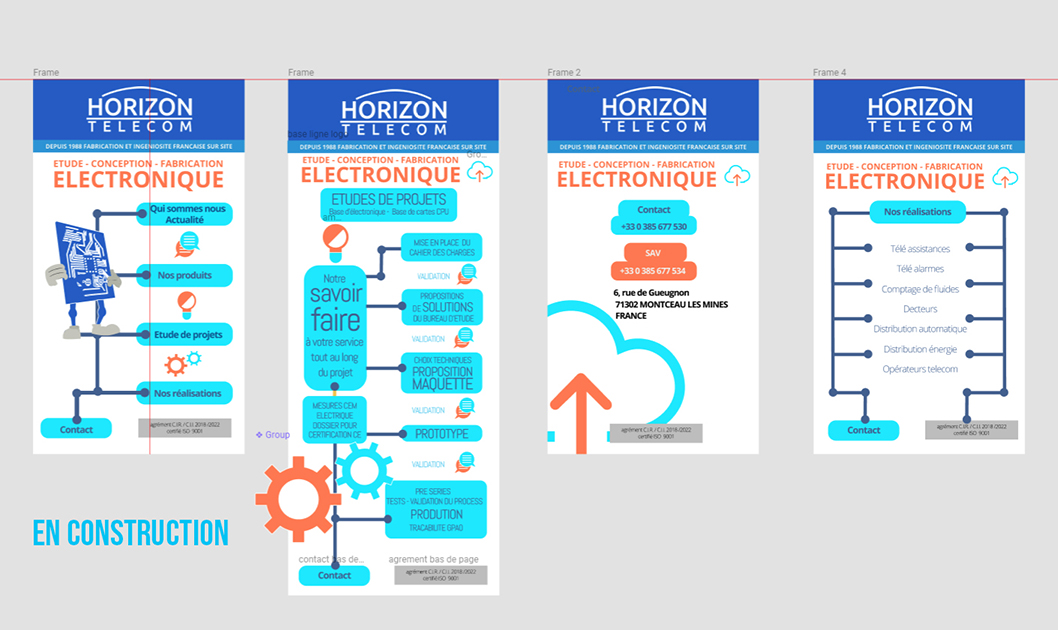 Frame
HORIZON
TELECOM
DEPUIS 1988 FABRICATION ET INGENIOSITE FRANCAISE SUR SITE
ETUDE - CONCEPTION - FABRICATION
ELECTRONIQUE
Qui sommes nous
Actualité
Nos produits
Etude de projets
Nos réalisations
Contact
agrément C.I.R. / C.I.I. 2018 /2022
certifié ISO 9001
EN CONSTRUCTION
Frame
HORIZON
TELECOM
base ligne logo
DEPUIS 1988 FABRICATION ET INGENIOSITE FRANCAISE SUR SITE
Gro...
ETUDE - CONCEPTION - FABRICATION
ELECTRONIQUE
ETUDES DE PROJETS
Base d'électronique - Base de cartes CPU
am...
MISE EN PLACE DU
CAHIER DES CHARGES
VALIDATION
Notre
savoir
faire
à votre service
tout au long
du projet
PROPOSITIONS
DE SOLUTIONS
DU BUREAU D'ETUDE
VALIDATION
CHOIX TECHNIQUES
PROPOSITION
MAQUETTE
VALIDATION
MESURES CEM
ELECTRIQUE
DOSSIER POUR
CERTIFICATION CE
PROTOTYPE
Group
VALIDATION
PRE SERIES
TESTS - VALIDATION DU PROCESS
PRODUTION
TRACABILITE GPAO
contact bas de...
agrement bas de page
Contact
agrément C.I.R. / C.I.I. 2018 /2022
certifié ISO 9001
Frame 2
HORIZON
TELECOM
DEPUIS 1988 FABRICATION ET INGENIOSITE FRANCAISE SUR SITE
ETUDE - CONCEPTION - FABRICATION
ELECTRONIQUE
Contact
+33 0 385 677 530
SAV
+33 0 385 677 534
6, rue de Gueugnon
71302 MONTCEAU LES MINES
FRANCE
agrément C.I.R. / C.I.I. 2018 /2022
certifié ISO 9001
Frame 4
HORIZON
TELECOM
DEPUIS 1988 FABRICATION ET INGENIOSITE FRANCAISE SUR SITE
ETUDE - CONCEPTION - FABRICATION
ELECTRONIQUE
Nos réalisations
Télé assistances
Télé alarmes
Comptage de fluides
Decteurs
Distribution automatique
Distribution énergie
Opérateurs telecom
Contact
agrément C.I.R. / C.I.I. 2018 /2022
certifié ISO 9001